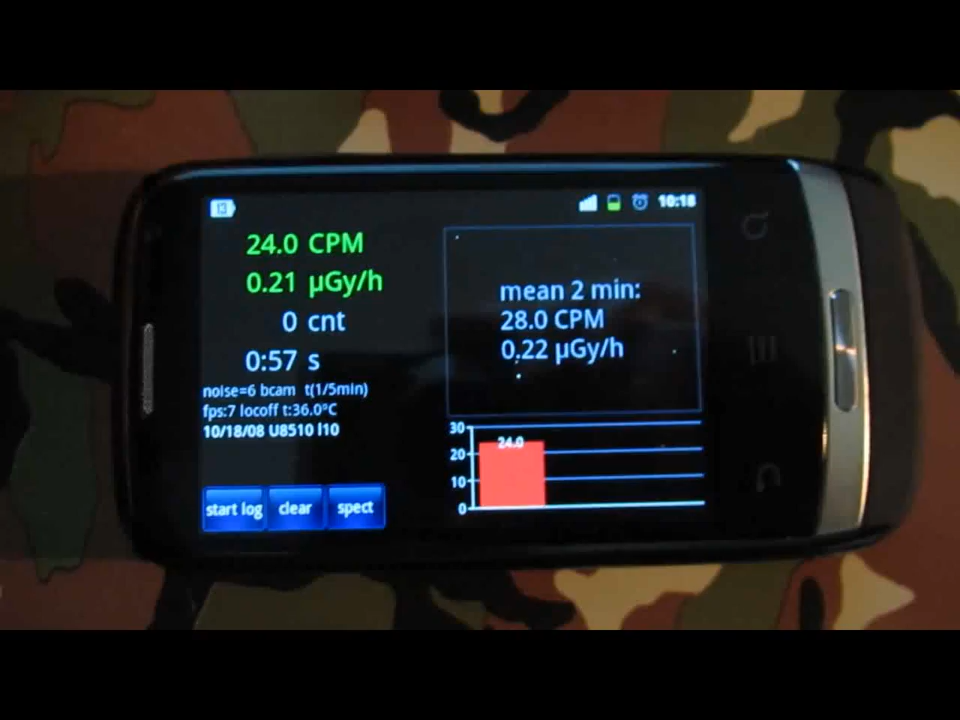 13
10:18
24.0 CPM
0.21 µGy/h
0 cnt
0:57 s
noise=6 bcam t(1/5min)
fps:7 locoff t:36.0°C
10/18/08 U8510 l10
start log
clear
spect
mean 2 min:
28.0 CPM
0.22 µGy/h
30
20
10
0
24.0